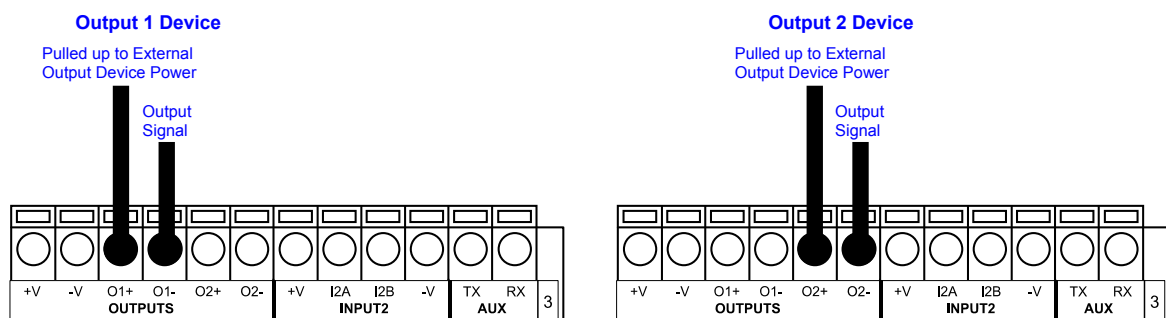 Output 1 Device
Pulled up to External
Output Device Power
Output
Signal
+V -V O1+ O1- O2+ O2- +V I2A I2B -V TX RX
OUTPUTS INPUT2 AUX 3
Output 2 Device
Pulled up to External
Output Device Power
Output
Signal
+V -V O1+ O1- O2+ O2- +V I2A I2B -V TX RX
OUTPUTS INPUT2 AUX 3